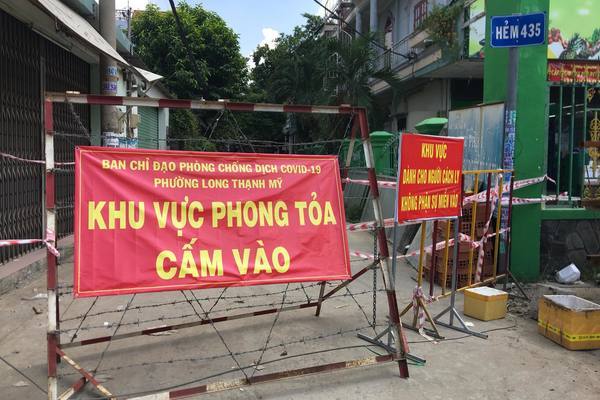 HẺM 435
BAN CHỈ ĐẠO PHÒNG CHỐNG DỊCH COVID-19
PHƯỜNG LONG THẠNH MỸ
KHU VỰC PHONG TỎA
CẤM VÀO
KHU VỰC
DÀNH CHO NGƯỜI CÁCH LY
KHÔNG PHẬN SỰ MIỄN VÀO